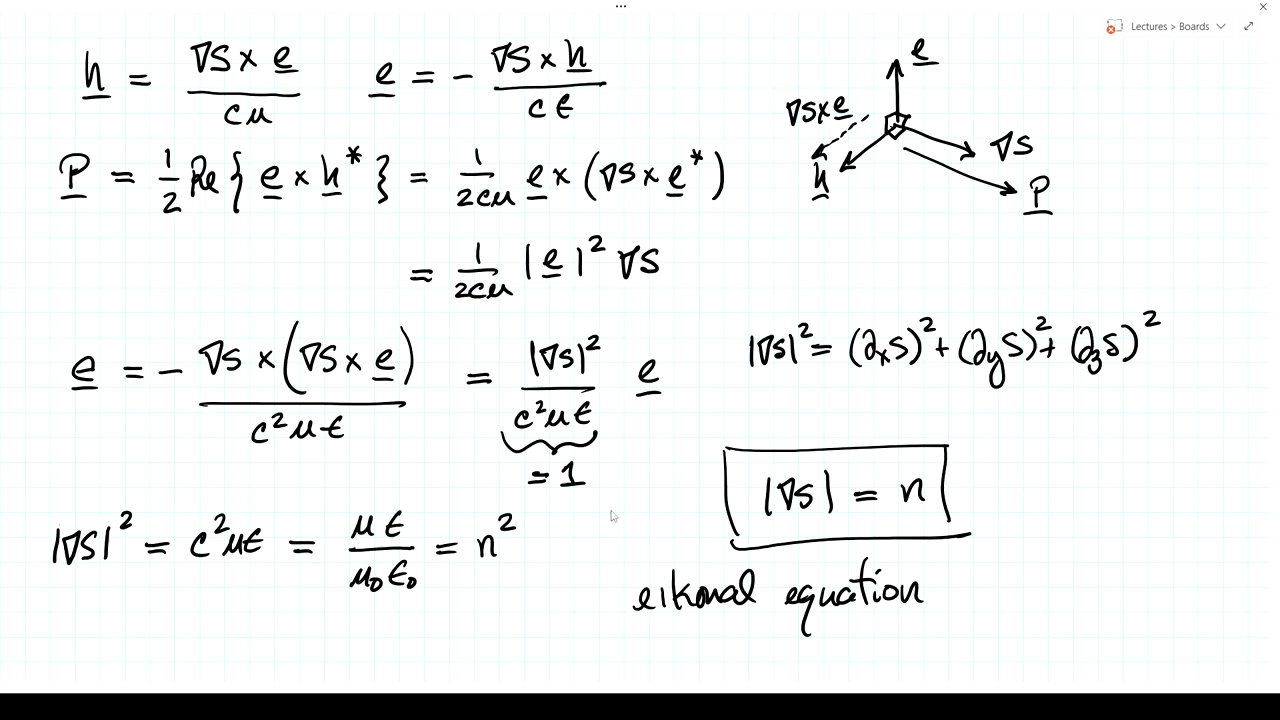 ...
Lectures > Boards
h = ∇S × e / cμ    e = - ∇S × h / cϵ
P = 1/2 Re { e × h* } = 1/2cμ e × (∇S × e*)
= 1/2cμ |e|² ∇S
e
∇S×e
∇S
h
P
e = - ∇S × (∇S × e) / c²μϵ = |∇S|² / c²μϵ e
= 1
|∇S|² = (∂xS)² + (∂yS)² + (∂zS)²
|∇S|² = c²μϵ = μϵ / μ₀ϵ₀ = n²
|∇S| = n
eikonal equation